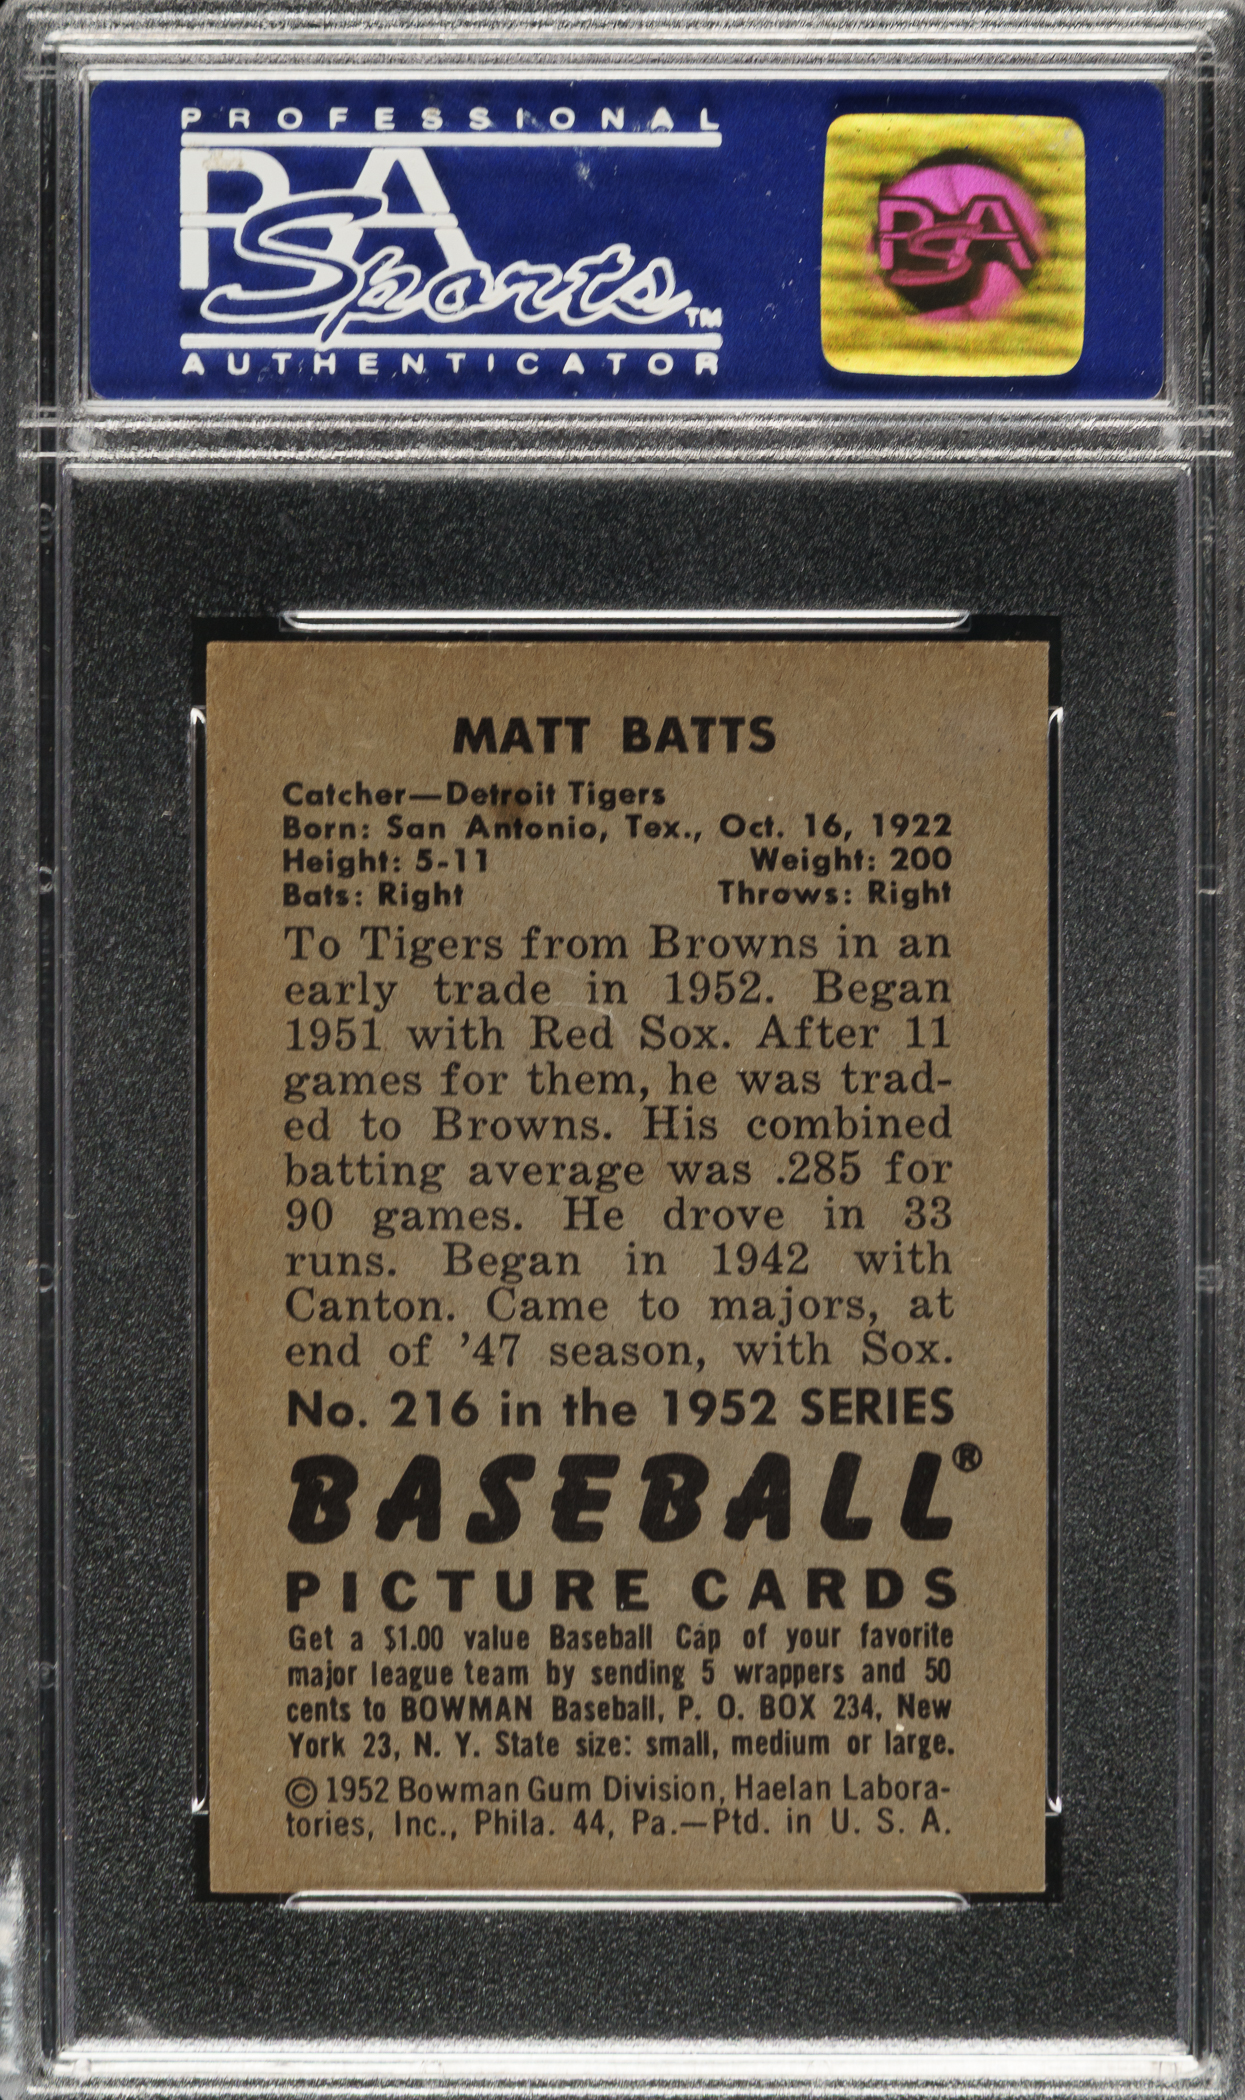 PROFESSIONAL
PSA
Sports™
AUTHENTICATOR
PSA
MATT BATTS
Catcher—Detroit Tigers
Born: San Antonio, Tex., Oct. 16, 1922
Height: 5-11 Weight: 200
Bats: Right Throws: Right
To Tigers from Browns in an
early trade in 1952. Began
1951 with Red Sox. After 11
games for them, he was trad-
ed to Browns. His combined
batting average was .285 for
90 games. He drove in 33
runs. Began in 1942 with
Canton. Came to majors, at
end of ’47 season, with Sox.
No. 216 in the 1952 SERIES
BASEBALL®
PICTURE CARDS
Get a $1.00 value Baseball Cap of your favorite
major league team by sending 5 wrappers and 50
cents to BOWMAN Baseball, P. O. BOX 234, New
York 23, N. Y. State size: small, medium or large.
© 1952 Bowman Gum Division, Haelan Labora-
tories, Inc., Phila. 44, Pa.—Ptd. in U. S. A.